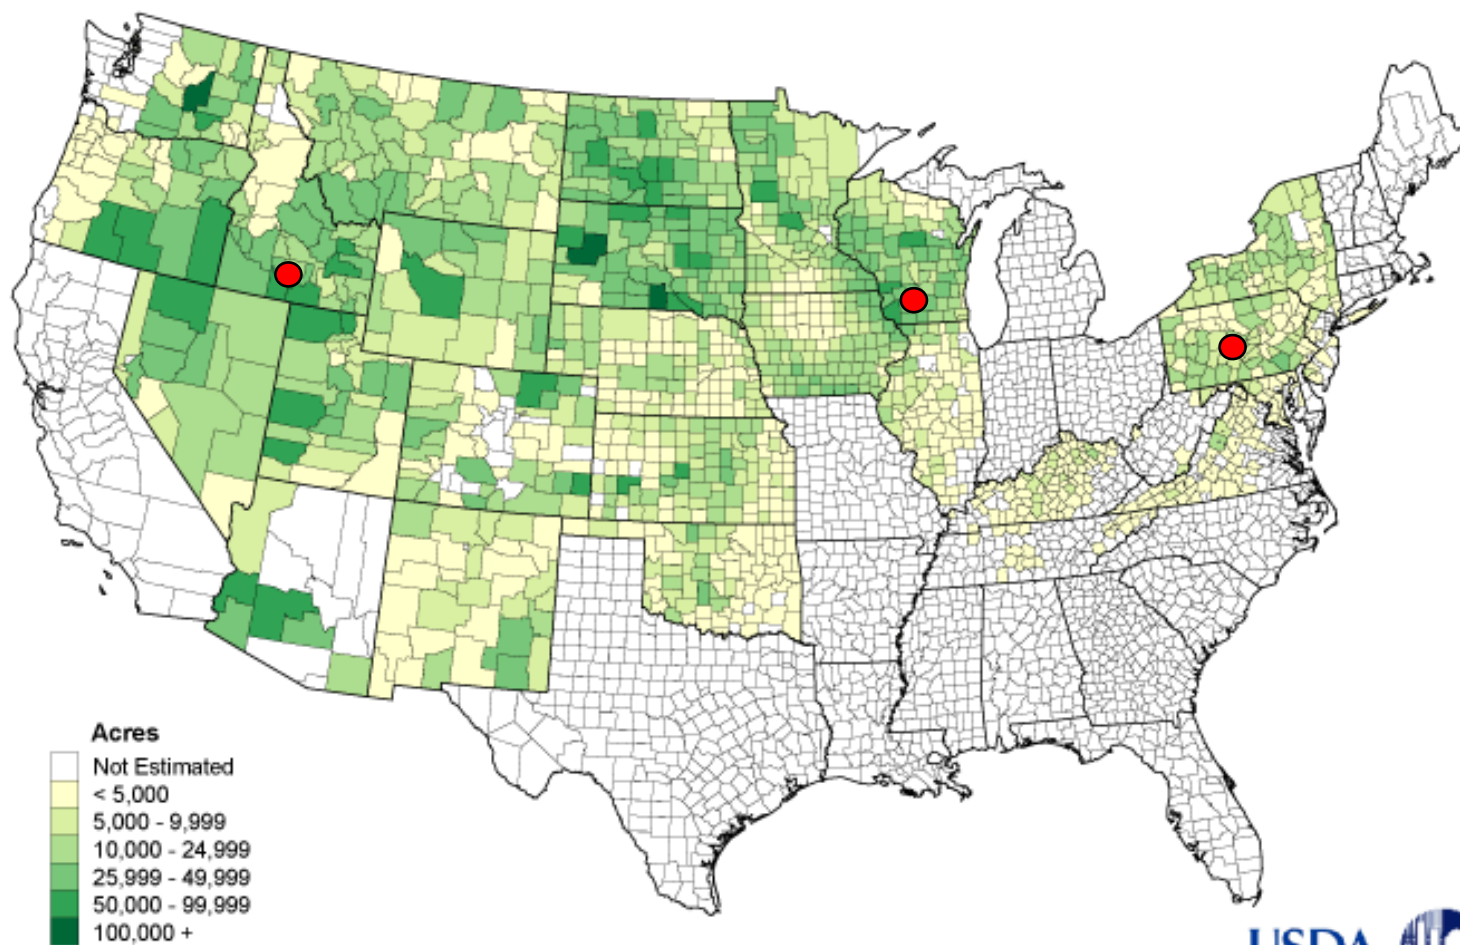 Acres
Not Estimated
< 5,000
5,000 - 9,999
10,000 - 24,999
25,999 - 49,999
50,000 - 99,999
100,000 +
USDA